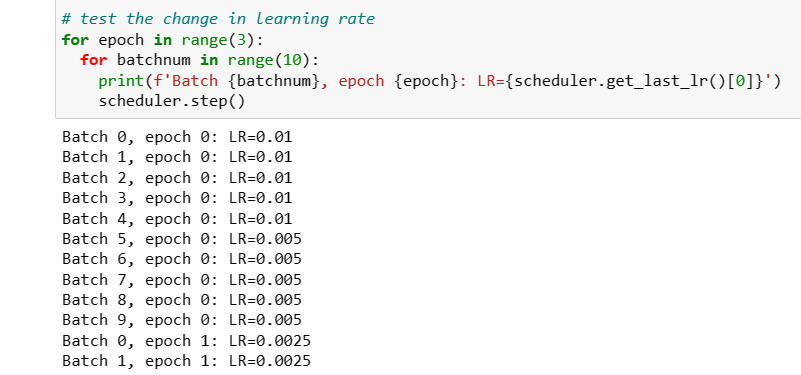 # test the change in learning rate
for epoch in range(3):
  for batchnum in range(10):
    print(f'Batch {batchnum}, epoch {epoch}: LR={scheduler.get_last_lr()[0]}')
    scheduler.step()
Batch 0, epoch 0: LR=0.01
Batch 1, epoch 0: LR=0.01
Batch 2, epoch 0: LR=0.01
Batch 3, epoch 0: LR=0.01
Batch 4, epoch 0: LR=0.01
Batch 5, epoch 0: LR=0.005
Batch 6, epoch 0: LR=0.005
Batch 7, epoch 0: LR=0.005
Batch 8, epoch 0: LR=0.005
Batch 9, epoch 0: LR=0.005
Batch 0, epoch 1: LR=0.0025
Batch 1, epoch 1: LR=0.0025